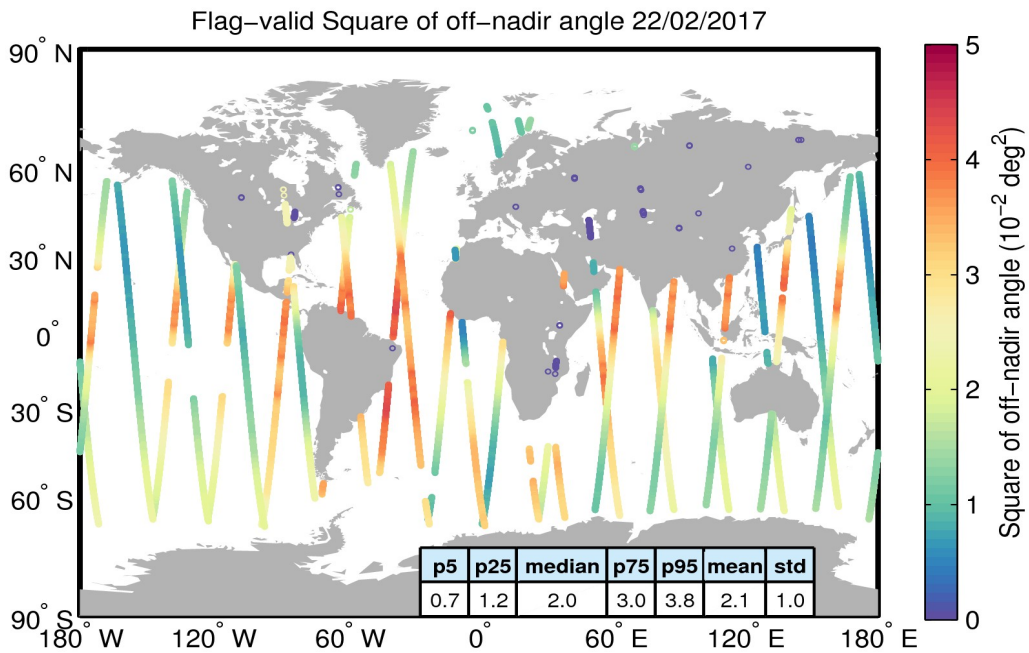 Flag-valid Square of off-nadir angle 22/02/2017
90° N
60° N
30° N
0°
30° S
60° S
90° S
180° W
120° W
60° W
0°
60° E
120° E
180° E
p5 p25 median p75 p95 mean std
0.7 1.2 2.0 3.0 3.8 2.1 1.0
5
4
3
2
1
0
Square of off-nadir angle (10⁻² deg²)